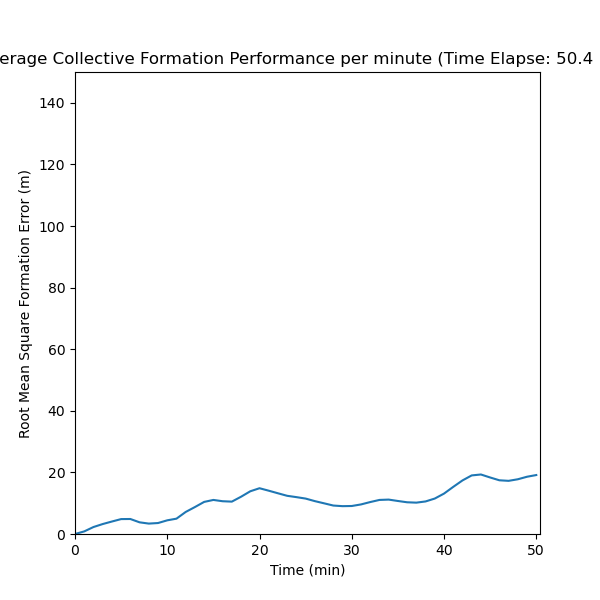 erage Collective Formation Performance per minute (Time Elapse: 50.4
Root Mean Square Formation Error (m)
140
120
100
80
60
40
20
0
0 10 20 30 40 50
Time (min)